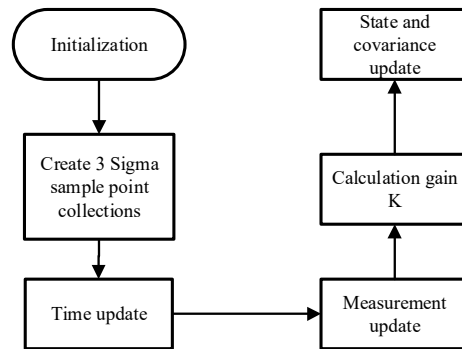 Initialization
Create 3 Sigma
sample point
collections
Time update
Measurement
update
Calculation gain
K
State and
covariance
update